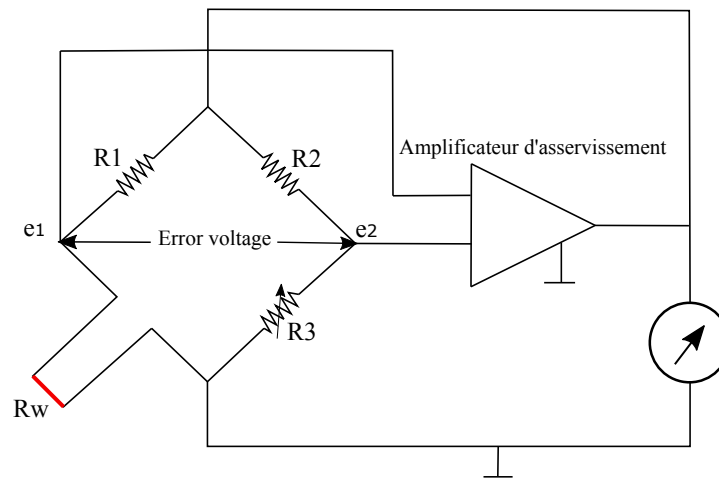 Amplificateur d'asservissement
R1
R2
e1
Error voltage
e2
R3
Rw